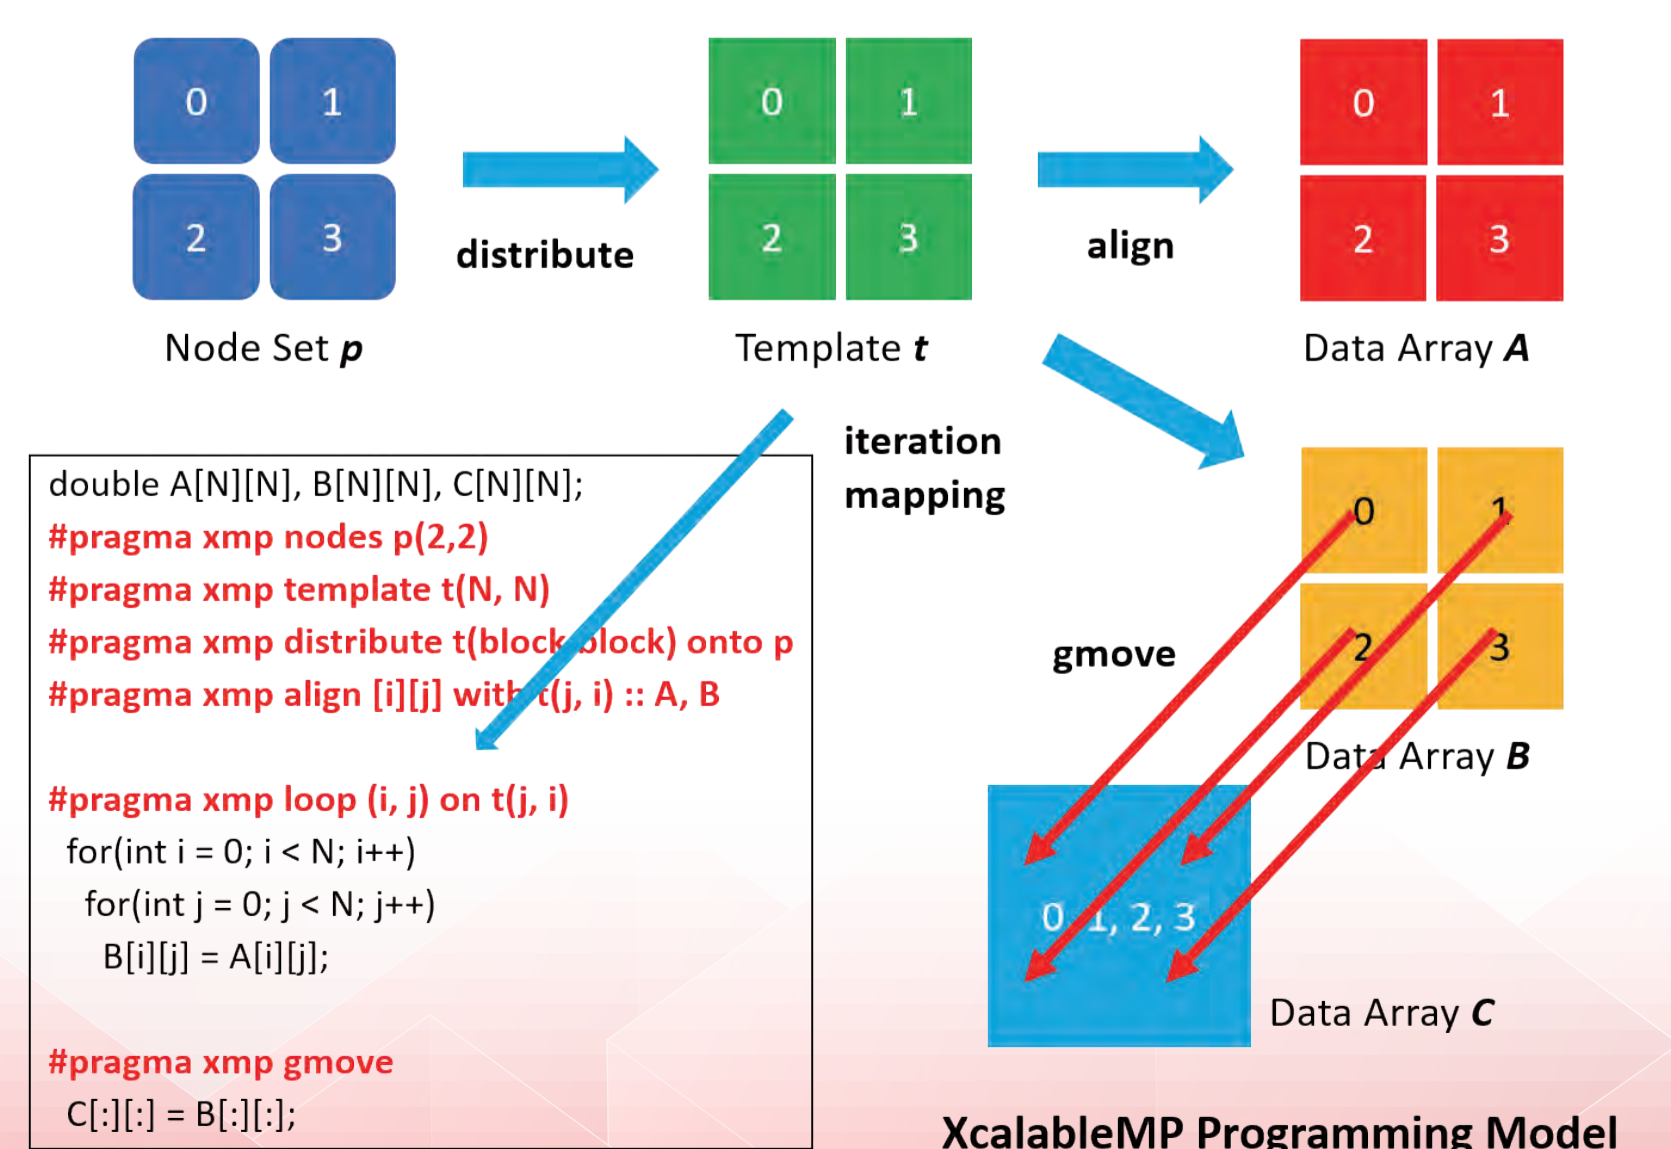 0 1
2 3
Node Set p
distribute
0 1
2 3
Template t
align
0 1
2 3
Data Array A
iteration
mapping
0 1
2 3
Data Array B
gmove
0, 1, 2, 3
Data Array C
double A[N][N], B[N][N], C[N][N];
#pragma xmp nodes p(2,2)
#pragma xmp template t(N, N)
#pragma xmp distribute t(block,block) onto p
#pragma xmp align [i][j] with t(j, i) :: A, B
#pragma xmp loop (i, j) on t(j, i)
for(int i = 0; i < N; i++)
for(int j = 0; j < N; j++)
B[i][j] = A[i][j];
#pragma xmp gmove
C[:][:] = B[:][:];
XcalableMP Programming Model